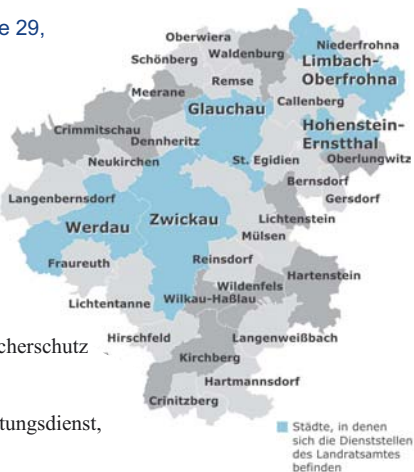 e 29,
Oberwiera
Waldenburg
Niederfrohna
Schönberg
Limbach-
Oberfrohna
Remse
Meerane
Callenberg
Glauchau
Hohenstein-
Ernstthal
Crimmitschau
Dennheritz
Oberlungwitz
Neukirchen
St. Egidien
Bernsdorf
Gersdorf
Langenbernsdorf
Lichtenstein
Zwickau
Werdau
Mülsen
Fraureuth
Reinsdorf
Hartenstein
Wildenfels
Lichtentanne
Wilkau-Haßlau
Hirschfeld
Langenweißbach
cherschutz
Kirchberg
Hartmannsdorf
Crinitzberg
tungsdienst,
Städte, in denen
sich die Dienststellen
des Landratsamtes
befinden